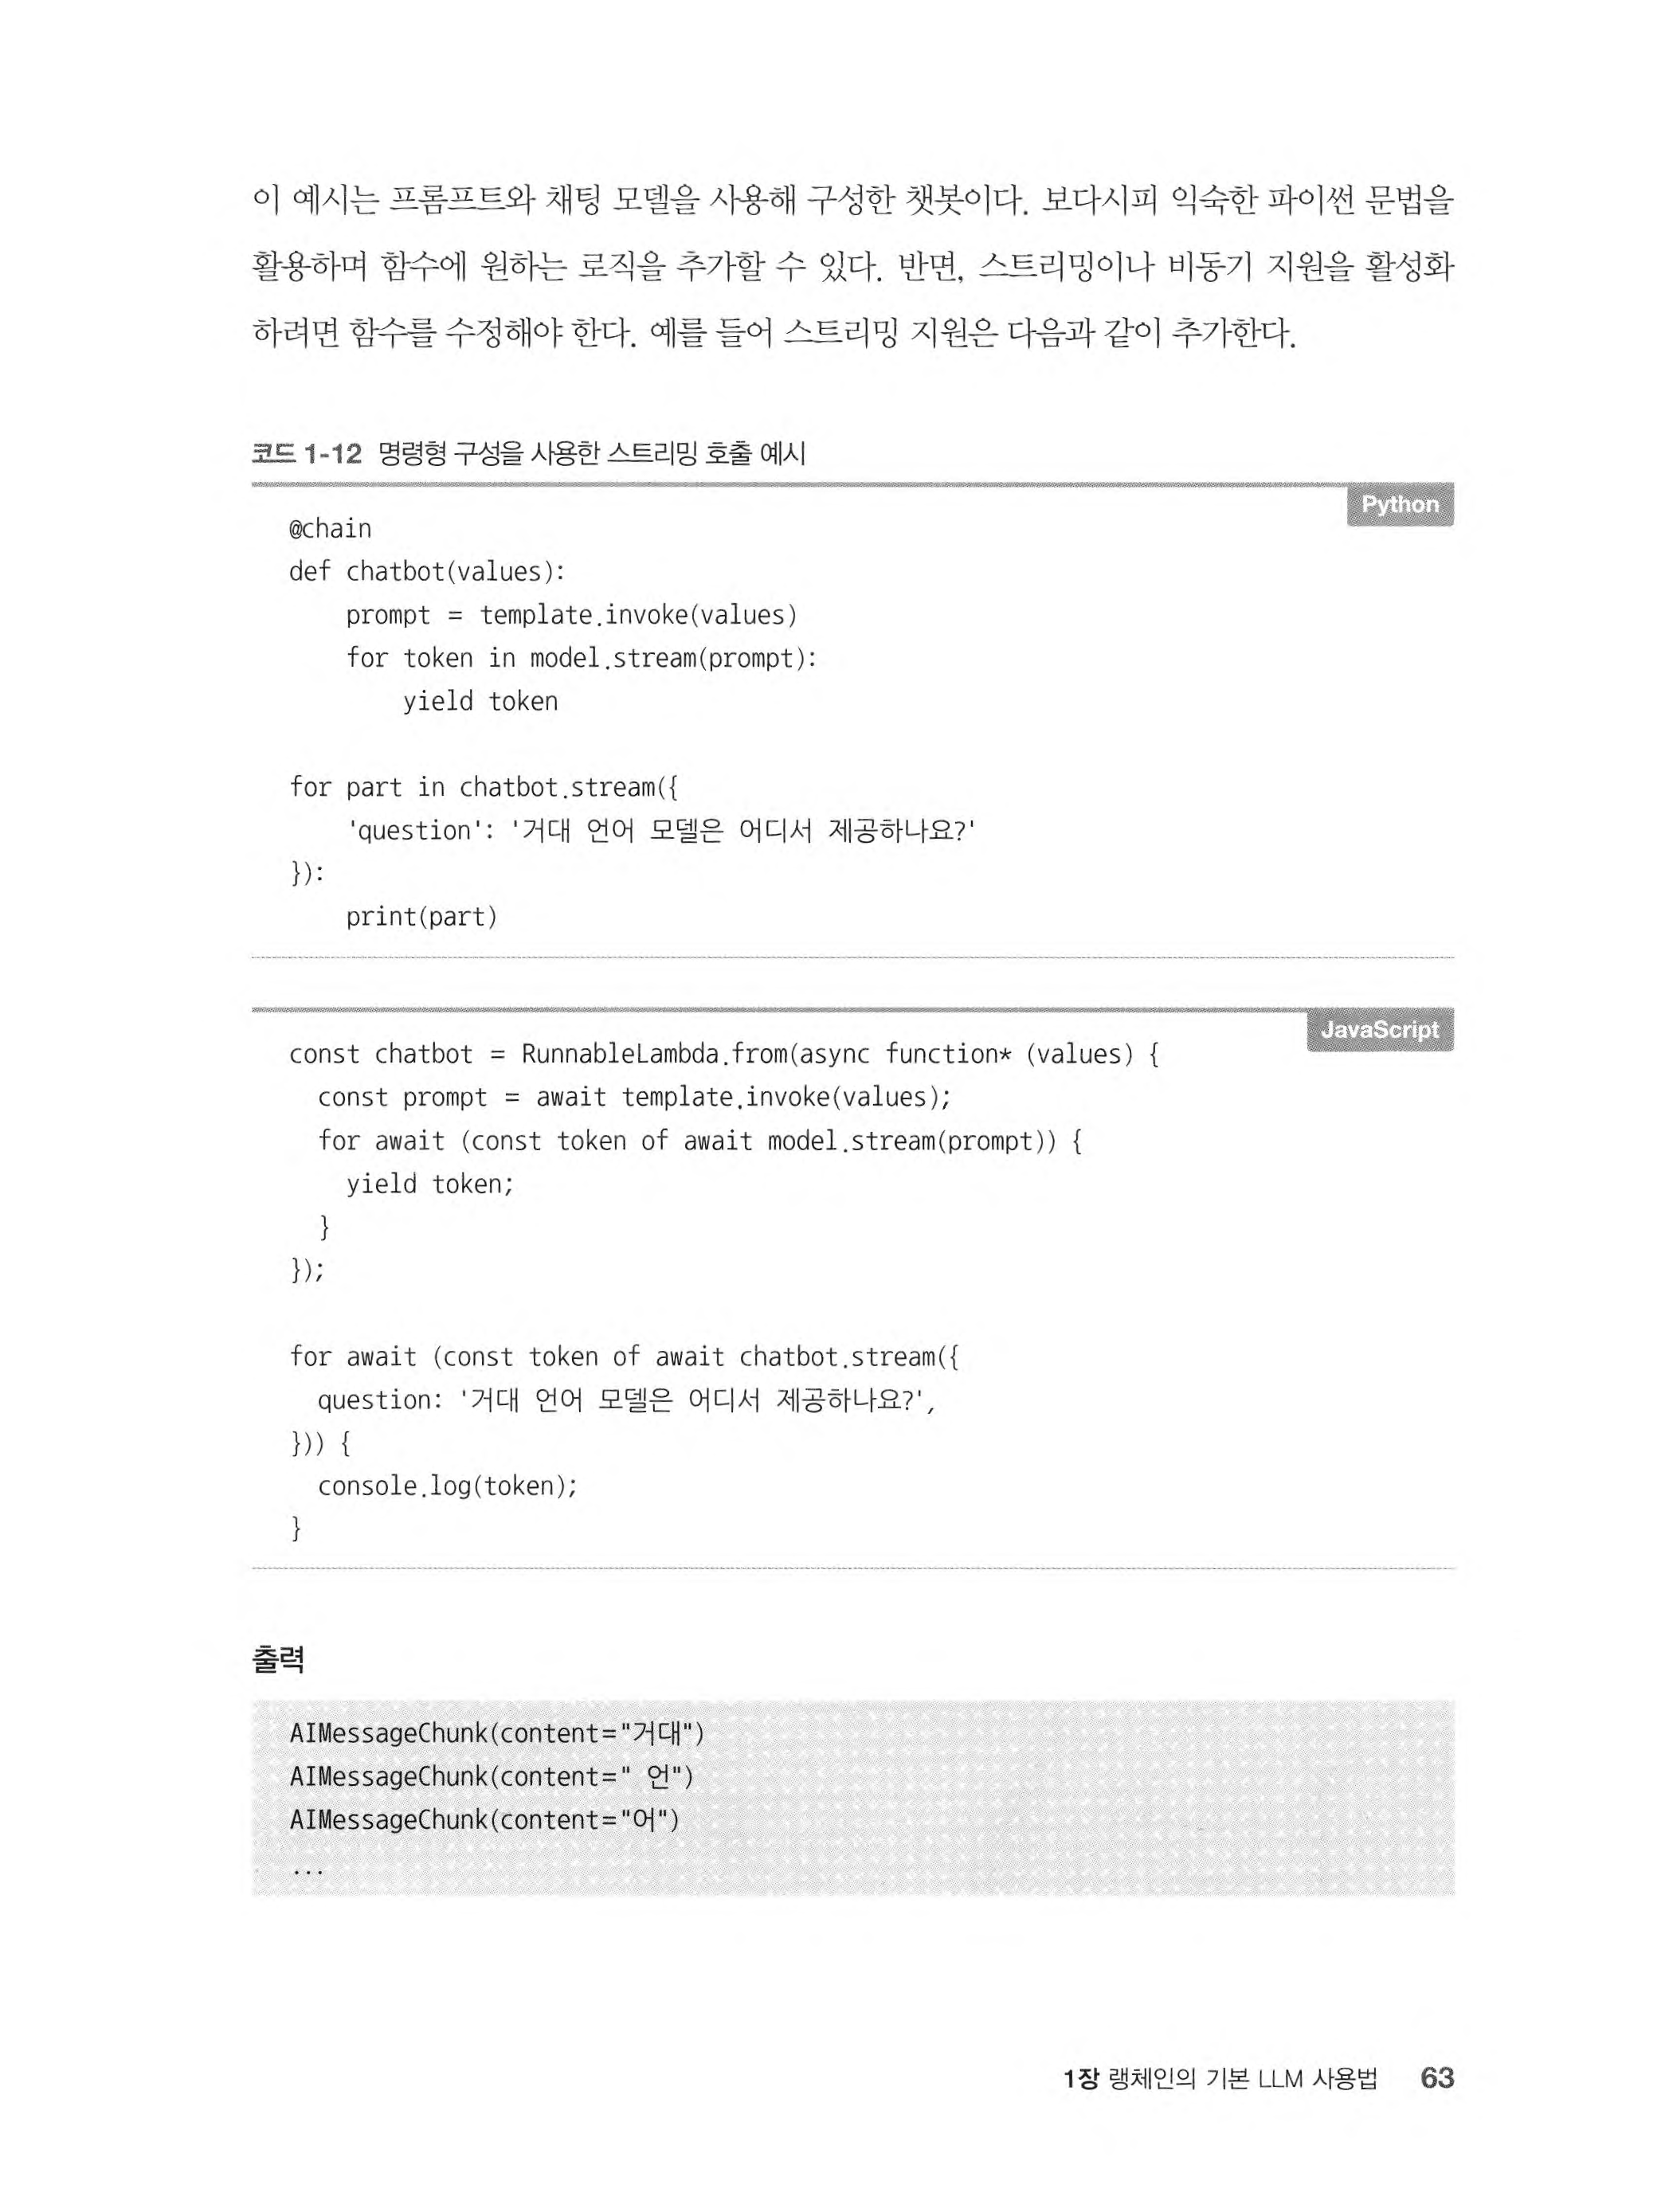 이 예시는 프롬프트와 채팅 모델을 사용해 구성한 챗봇이다. 보다시피 익숙한 파이썬 문법을
활용하며 함수에 원하는 로직을 추가할 수 있다. 반면, 스트리밍이나 비동기 지원을 활성화
하려면 함수를 수정해야 한다. 예를 들어 스트리밍 지원은 다음과 같이 추가한다.
코드 1-12 명령형 구성을 사용한 스트리밍 호출 예시
Python
@chain
def chatbot(values):
    prompt = template.invoke(values)
    for token in model.stream(prompt):
        yield token
for part in chatbot.stream({
    'question': '거대 언어 모델은 어디서 제공하나요?'
}):
    print(part)
JavaScript
const chatbot = RunnableLambda.from(async function* (values) {
  const prompt = await template.invoke(values);
  for await (const token of await model.stream(prompt)) {
    yield token;
  }
});
for await (const token of await chatbot.stream({
  question: '거대 언어 모델은 어디서 제공하나요?',
})) {
  console.log(token);
}
출력
AIMessageChunk(content="거대")
AIMessageChunk(content=" 언")
AIMessageChunk(content="어")
...
1장 랭체인의 기본 LLM 사용법 63